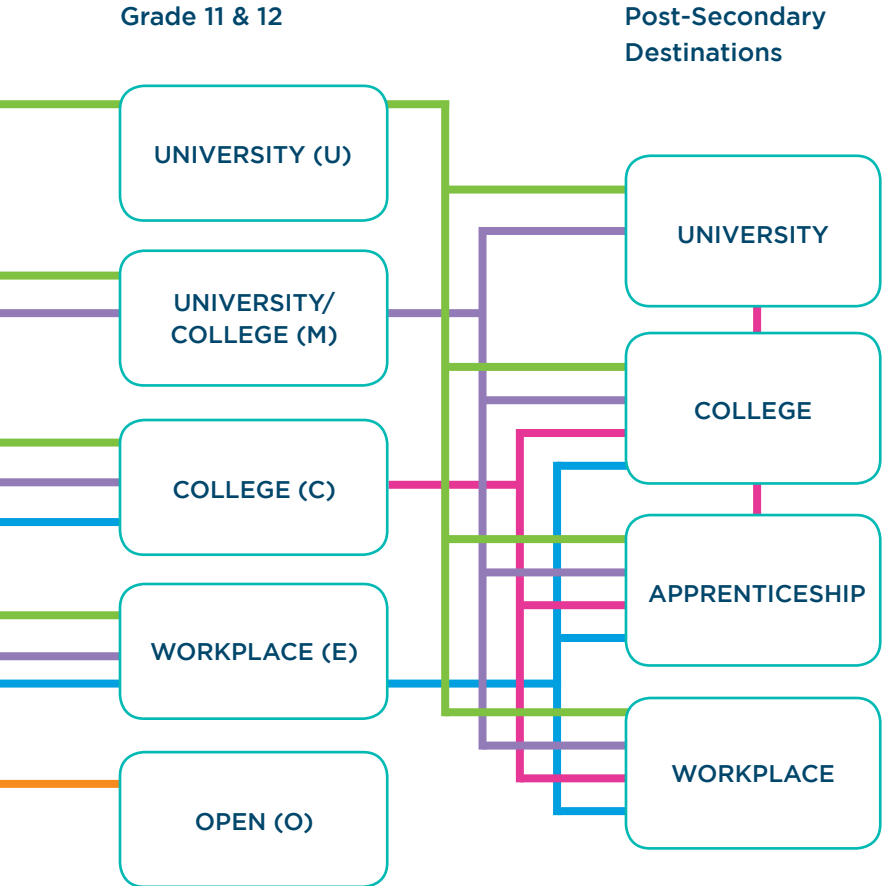 Grade 11 & 12
Post-Secondary
Destinations
UNIVERSITY (U)
UNIVERSITY/
COLLEGE (M)
COLLEGE (C)
WORKPLACE (E)
OPEN (O)
UNIVERSITY
COLLEGE
APPRENTICESHIP
WORKPLACE